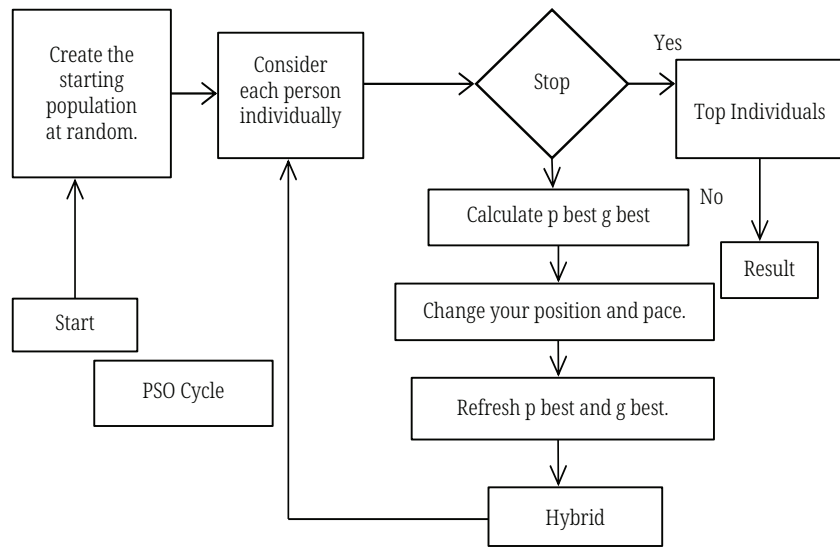 Create the
starting
population
at random.
Consider
each person
individually
Stop
Yes
Top Individuals
Calculate p best g best
No
Result
Change your position and pace.
Start
PSO Cycle
Refresh p best and g best.
Hybrid